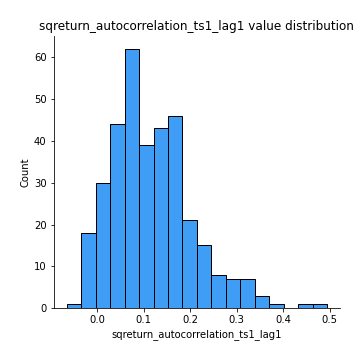 sqreturn_autocorrelation_ts1_lag1 value distribution
60
50
40
30
20
10
0
Count
0.0 0.1 0.2 0.3 0.4 0.5
sqreturn_autocorrelation_ts1_lag1